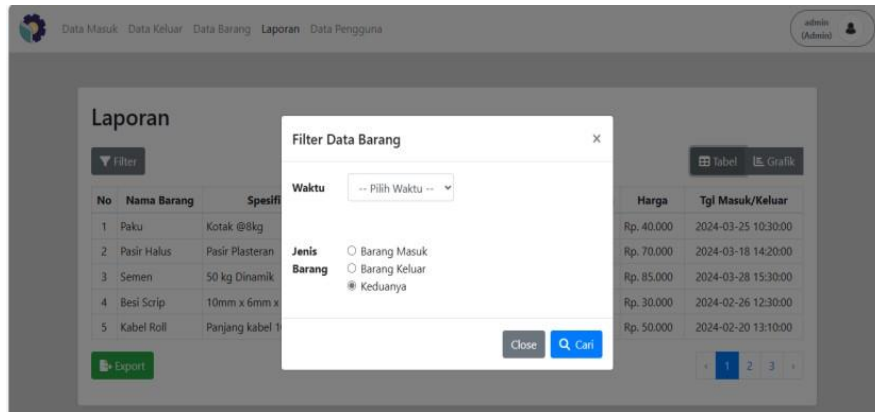 Data Masuk Data Keluar Data Barang Laporan Data Pengguna
admin
(Admin)
Laporan
Filter
Tabel Grafik
Filter Data Barang ×
Waktu -- Pilih Waktu --
Jenis Barang
Barang Masuk
Barang Keluar
Keduanya
Close Cari
No Nama Barang Spesifi Harga Tgl Masuk/Keluar
1 Paku Kotak @8kg Rp. 40.000 2024-03-25 10:30:00
2 Pasir Halus Pasir Plasteran Rp. 70.000 2024-03-18 14:20:00
3 Semen 50 kg Dinamik Rp. 85.000 2024-03-28 15:30:00
4 Besi Scrip 10mm x 6mm x Rp. 30.000 2024-02-26 12:30:00
5 Kabel Roll Panjang kabel 1 Rp. 50.000 2024-02-20 13:10:00
Export ‹ 1 2 3 ›